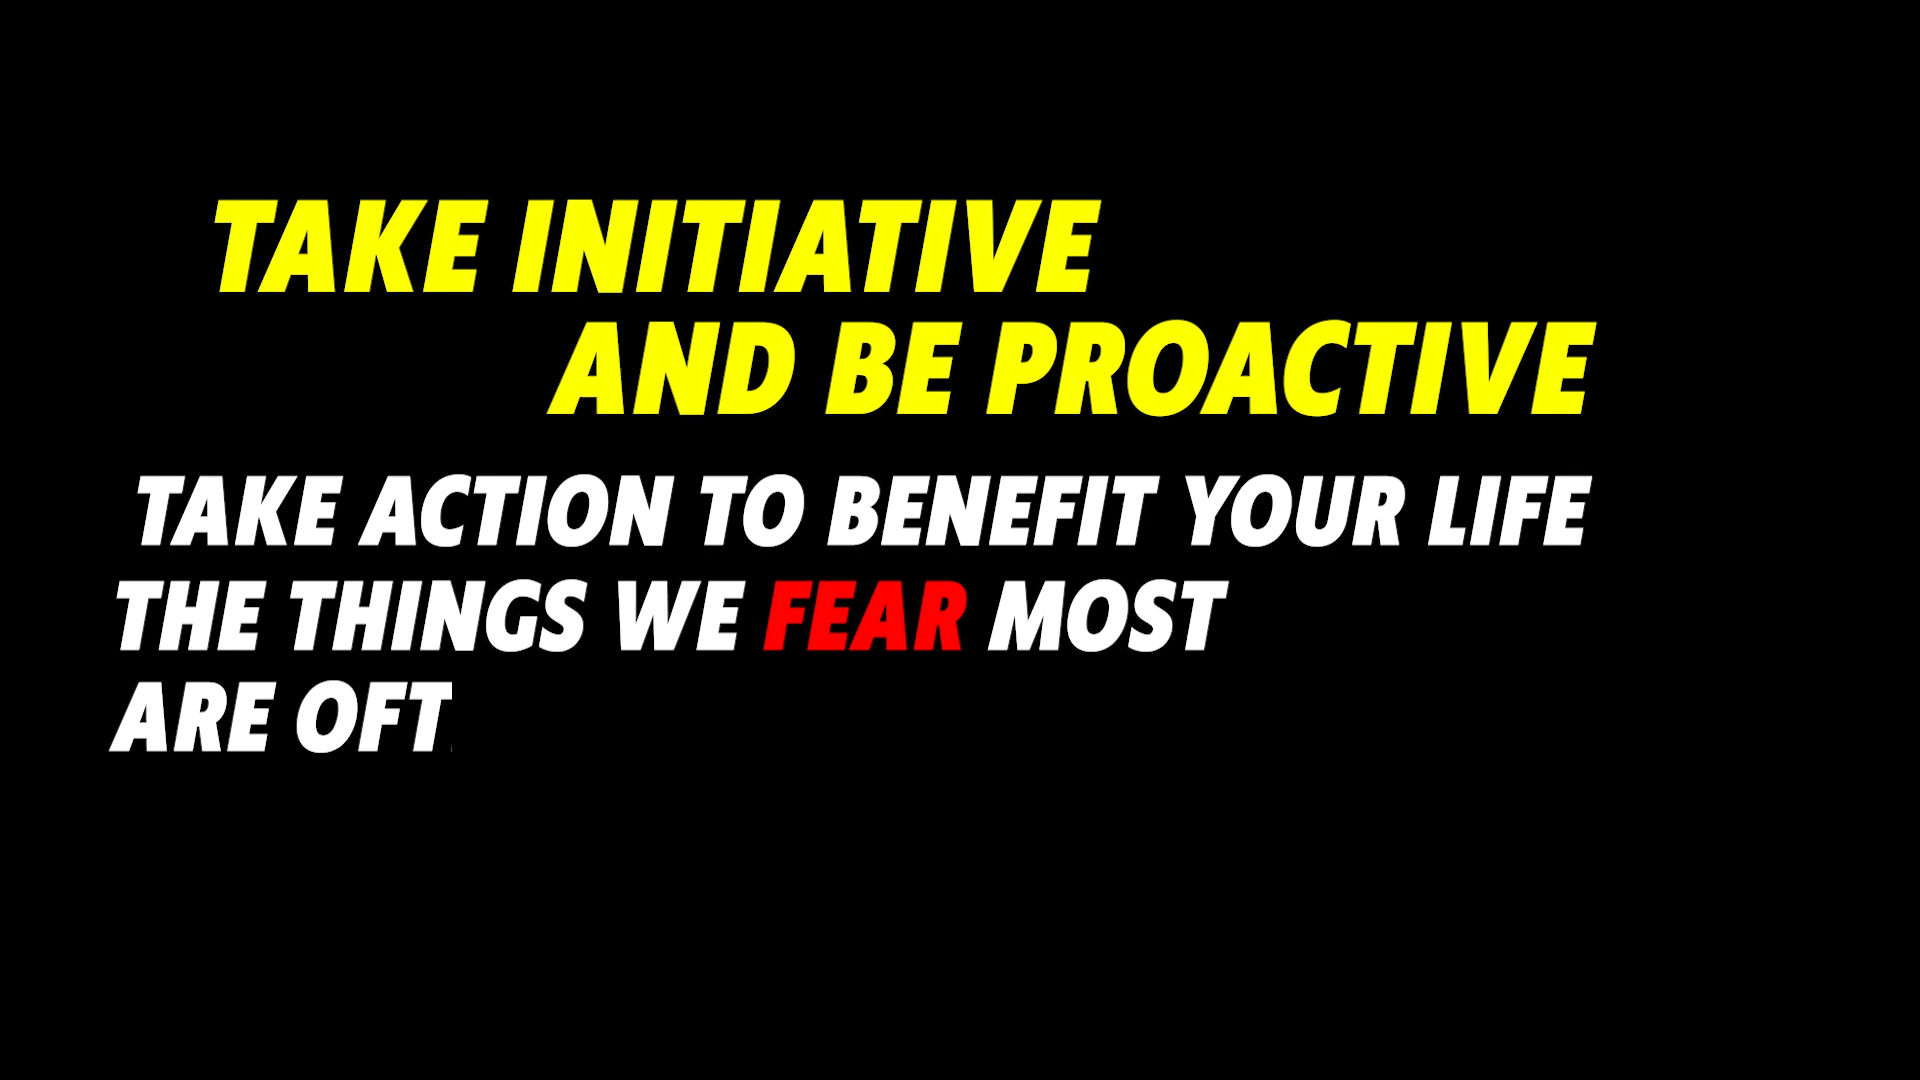 TAKE INITIATIVE
AND BE PROACTIVE
TAKE ACTION TO BENEFIT YOUR LIFE
THE THINGS WE FEAR MOST
ARE OFT